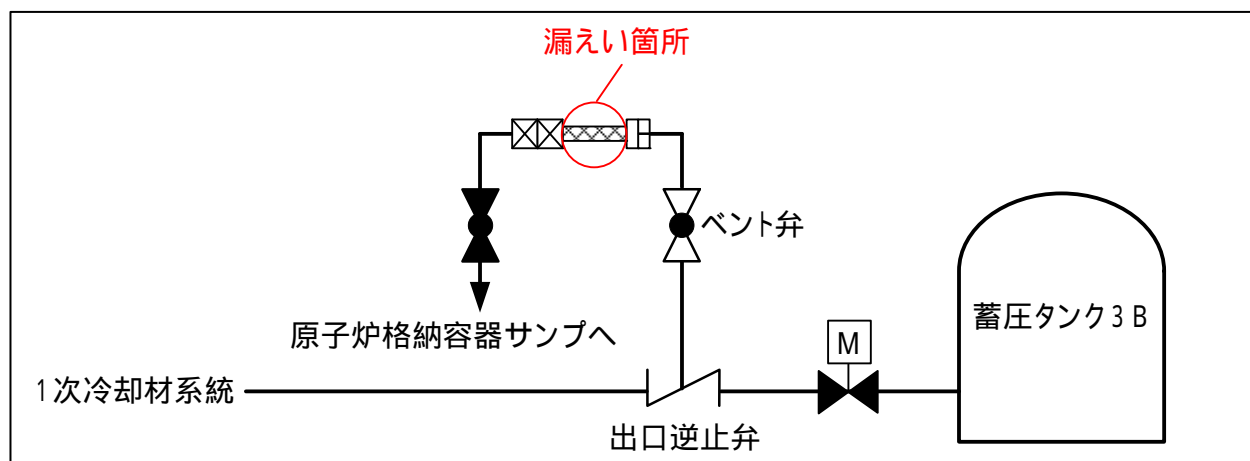 漏えい箇所
ベント弁
原子炉格納容器サンプへ
蓄圧タンク3B
M
1次冷却材系統
出口逆止弁